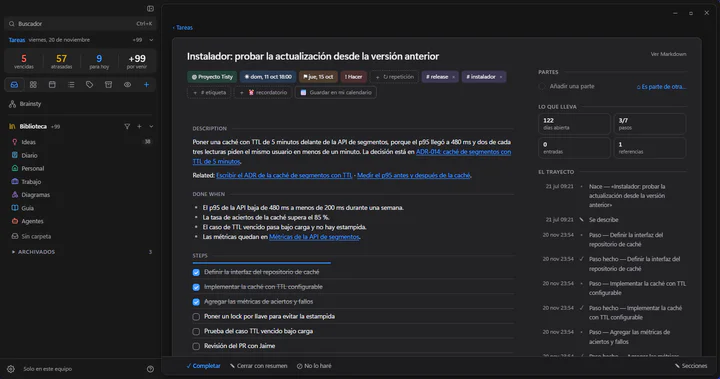 Buscador
Ctrl+K
Tareas viernes, 20 de noviembre +99
5 vencidas
57 atrasadas
9 para hoy
+99 por venir
Brainsty
Biblioteca +99
Ideas 38
Diario
Personal
Trabajo
Diagramas
Guía
Agentes
Sin carpeta
ARCHIVADOS 3
Solo en este equipo
‹ Tareas
Instalador: probar la actualización desde la versión anterior
Ver Markdown
Proyecto Tisty
dom, 11 oct 18:00
jue, 15 oct
! Hacer
+ ↻ repetición
# release ×
# instalador ×
+ # etiqueta
+ recordatorio
Guardar en mi calendario
DESCRIPTION
Poner una caché con TTL de 5 minutos delante de la API de segmentos, porque el p95 llegó a 480 ms y dos de cada
tres lecturas piden el mismo usuario en menos de un minuto. La decisión está en ADR-014: caché de segmentos con
TTL de 5 minutos.
Related: Escribir el ADR de la caché de segmentos con TTL · Medir el p95 antes y después de la caché.
DONE WHEN
• El p95 de la API baja de 480 ms a menos de 200 ms durante una semana.
• La tasa de aciertos de la caché supera el 85 %.
• El caso de TTL vencido pasa bajo carga y no hay estampida.
• Las métricas quedan en Métricas de la API de segmentos.
STEPS
Definir la interfaz del repositorio de caché
Implementar la caché con TTL configurable
Agregar las métricas de aciertos y fallos
Poner un lock por llave para evitar la estampida
Prueba del caso TTL vencido bajo carga
Revisión del PR con Jaime
✓ Completar
Cerrar con resumen
No lo haré
Secciones
PARTES
Añadir una parte
Es parte de otra...
LO QUE LLEVA
122 días abierta
3/7 pasos
0 entradas
1 referencias
EL TRAYECTO
21 jul 09:21 Nace — «Instalador: probar la
actualización desde la versión
anterior»
21 jul 09:21 Se describe
20 nov 23:54 Paso — Definir la interfaz del
repositorio de caché
20 nov 23:54 ✓ Paso hecho — Definir la interfaz
del repositorio de caché
20 nov 23:54 Paso — Implementar la caché con
TTL configurable
20 nov 23:54 ✓ Paso hecho — Implementar la
caché con TTL configurable
20 nov 23:54 Paso — Agregar las métricas de
aciertos y fallos
20 nov 23:54 ✓ Paso hecho — Agregar las métricas